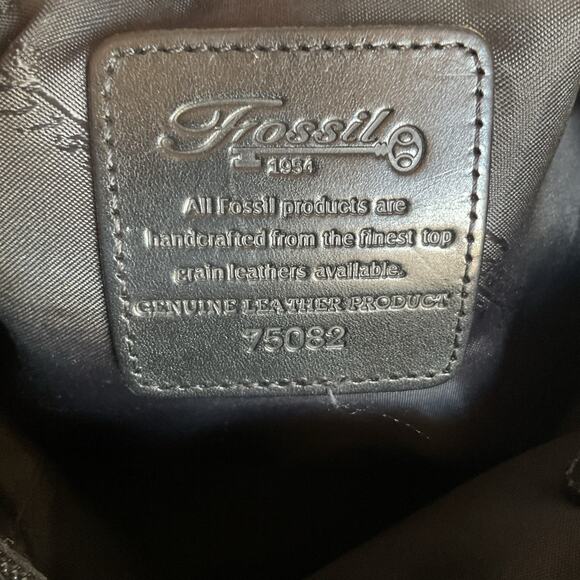 Fossil
1954
All Fossil products are
handcrafted from the finest top
grain leathers available.
GENUINE LEATHER PRODUCT
75082